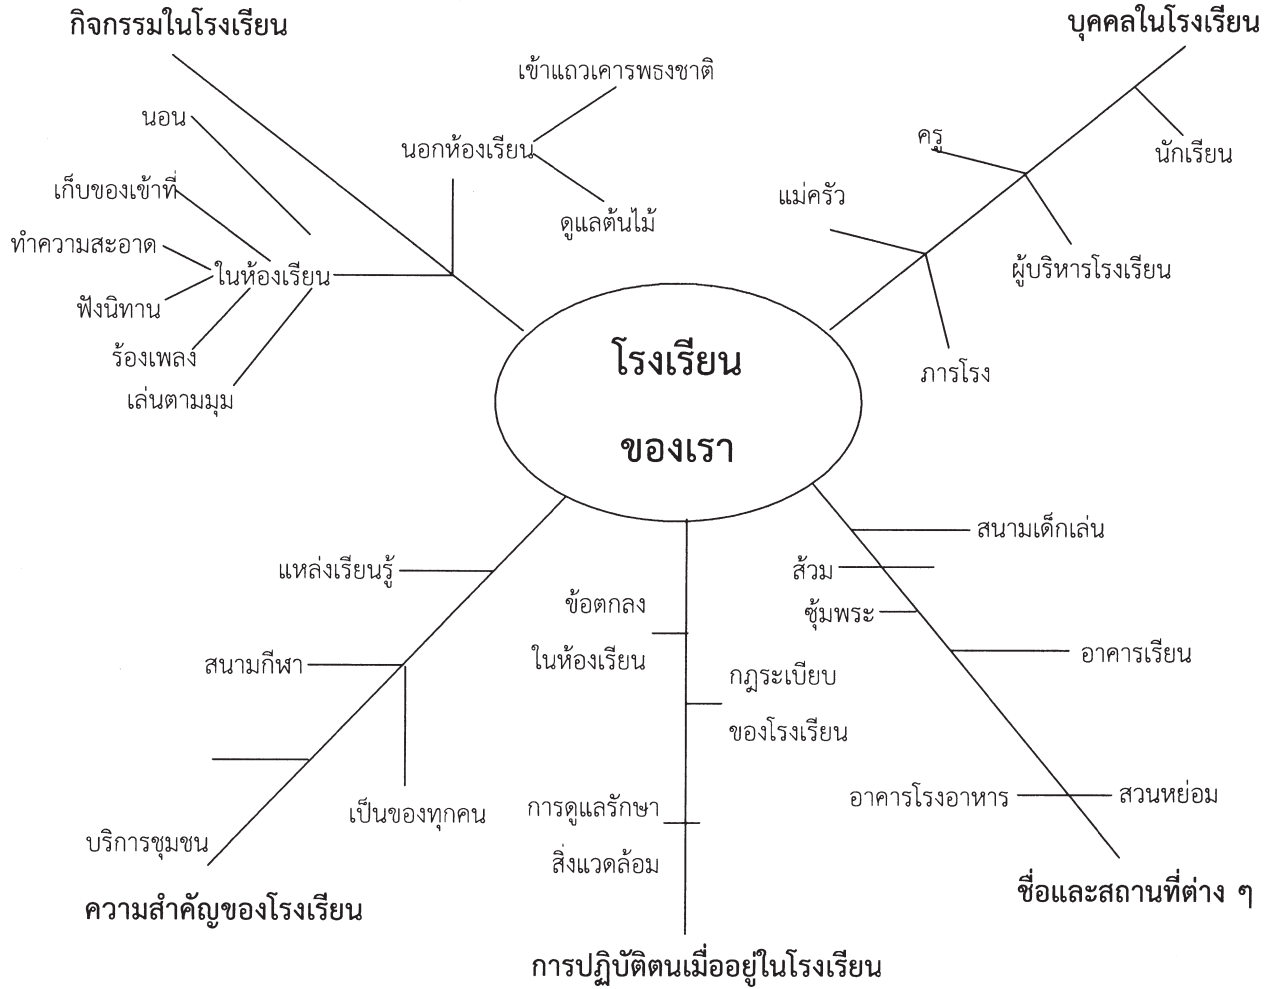 กิจกรรมในโรงเรียน
บุคคลในโรงเรียน
เข้าแถวเคารพธงชาติ
นอน
นอกห้องเรียน
ครู
นักเรียน
เก็บของเข้าที่
แม่ครัว
ดูแลต้นไม้
ทำความสะอาด
ในห้องเรียน
ผู้บริหารโรงเรียน
ฟังนิทาน
ร้องเพลง
เล่นตามมุม
ภารโรง
โรงเรียน
ของเรา
สนามเด็กเล่น
แหล่งเรียนรู้
ส้วม
ข้อตกลง
ในห้องเรียน
ซุ้มพระ
สนามกีฬา
อาคารเรียน
กฎระเบียบ
ของโรงเรียน
อาคารโรงอาหาร
สวนหย่อม
เป็นของทุกคน
การดูแลรักษา
สิ่งแวดล้อม
บริการชุมชน
ชื่อและสถานที่ต่าง ๆ
ความสำคัญของโรงเรียน
การปฏิบัติตนเมื่ออยู่ในโรงเรียน